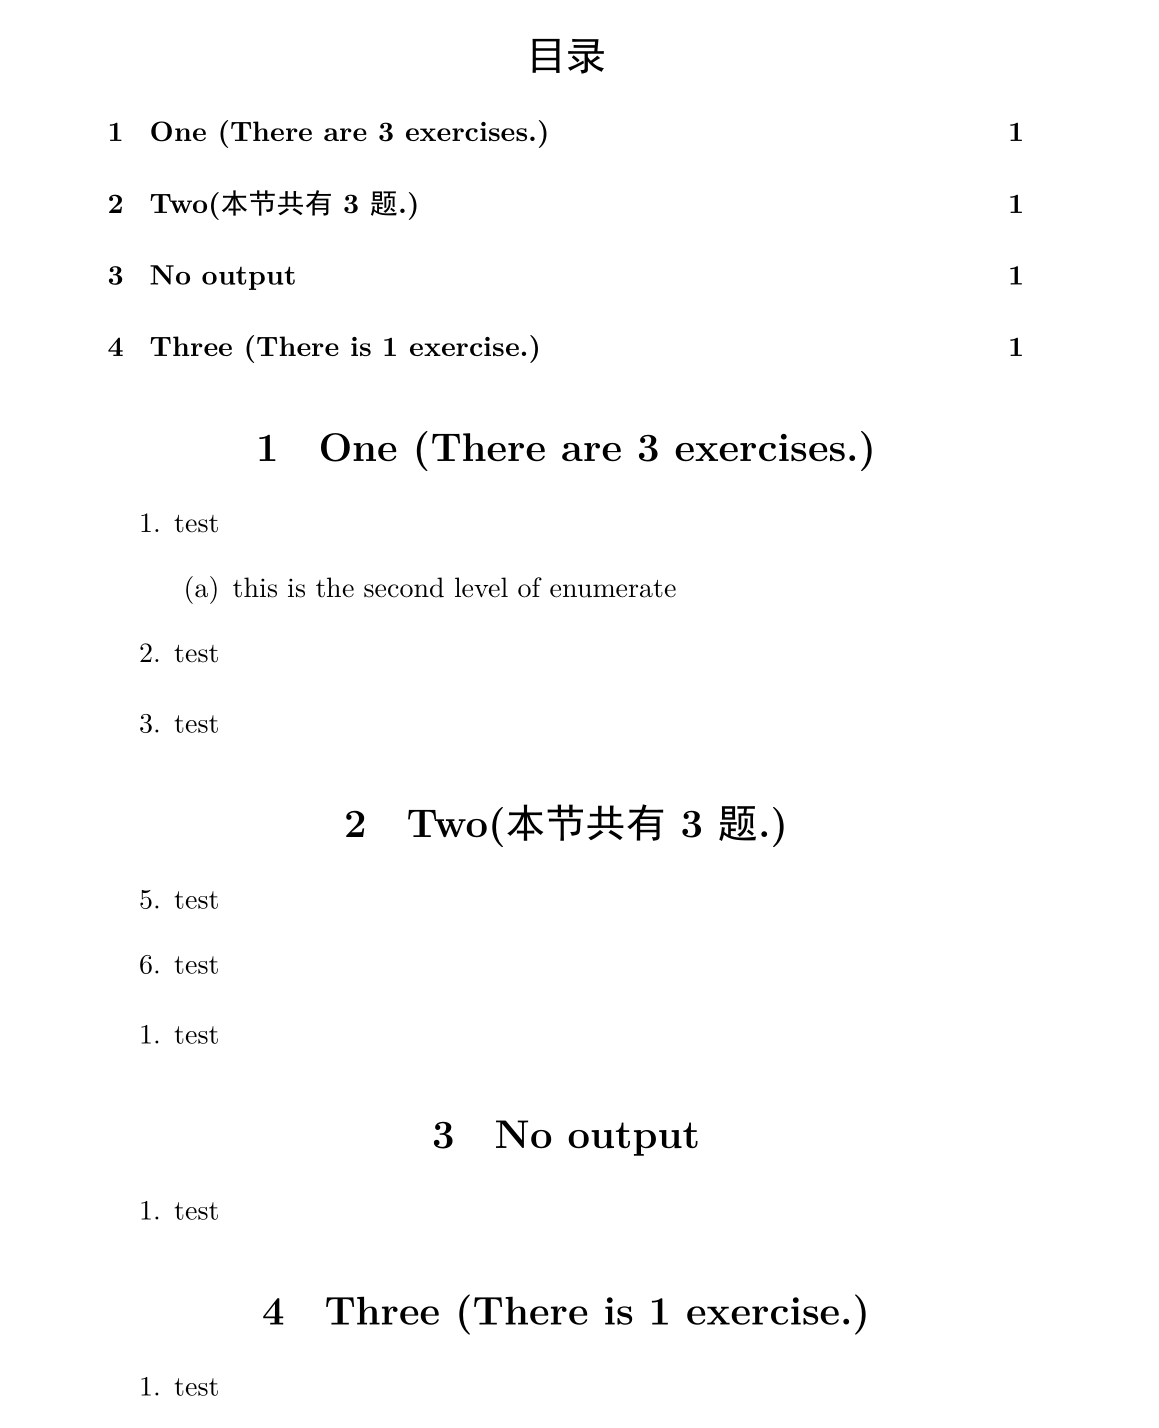 目录
1 One (There are 3 exercises.) 1
2 Two(本节共有 3 题.) 1
3 No output 1
4 Three (There is 1 exercise.) 1
1 One (There are 3 exercises.)
1. test
(a) this is the second level of enumerate
2. test
3. test
2 Two(本节共有 3 题.)
5. test
6. test
1. test
3 No output
1. test
4 Three (There is 1 exercise.)
1. test